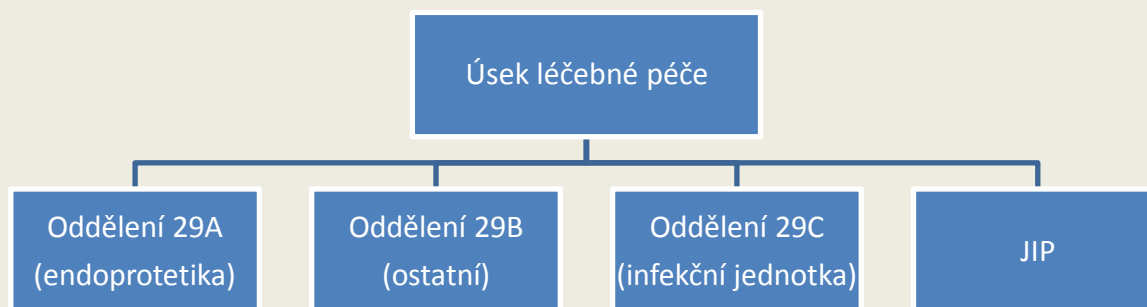 Úsek léčebné péče
Oddělení 29A
(endoprotetika)
Oddělení 29B
(ostatní)
Oddělení 29C
(infekční jednotka)
JIP